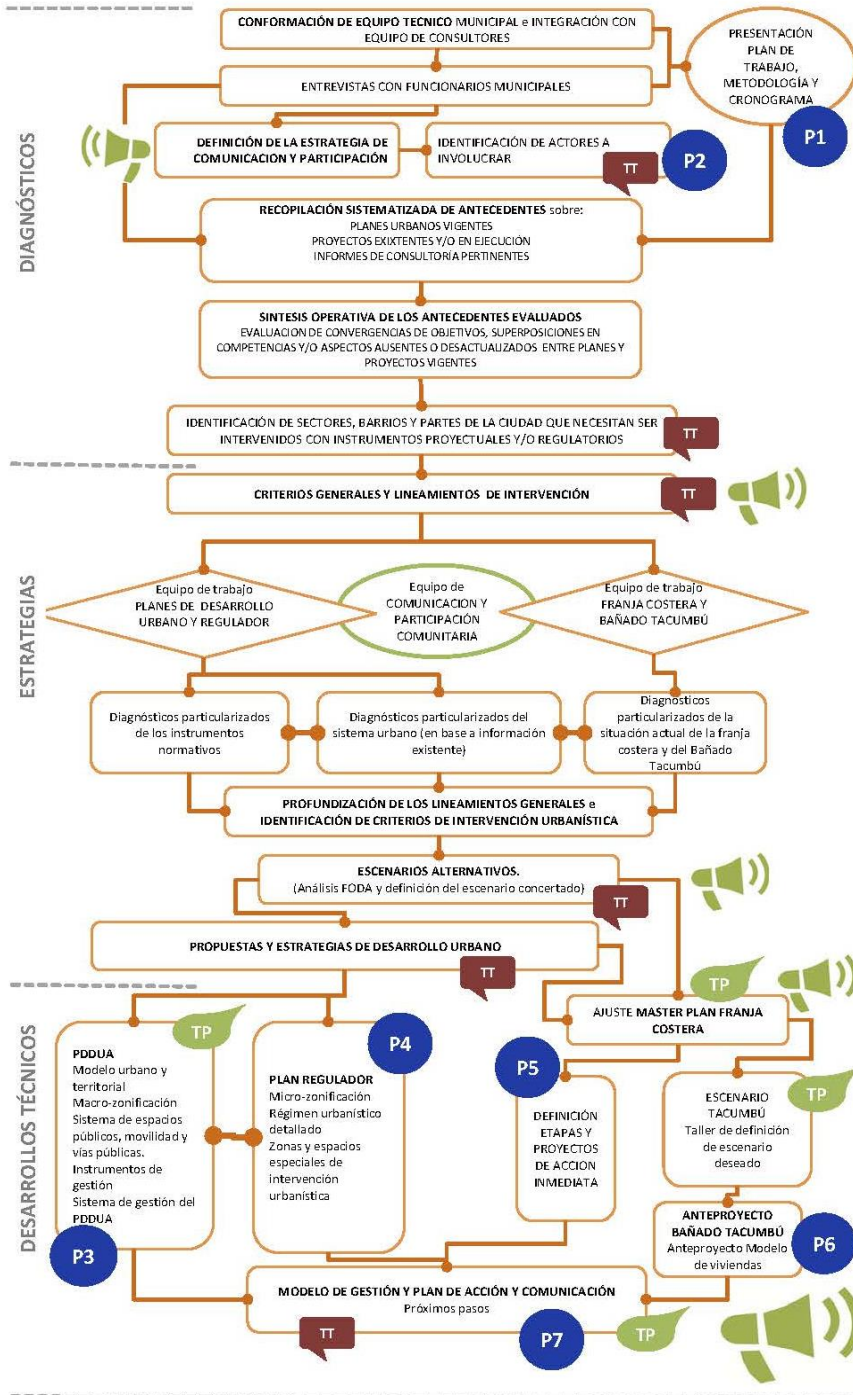 CONFORMACIÓN DE EQUIPO TECNICO MUNICIPAL e INTEGRACIÓN CON
EQUIPO DE CONSULTORES
PRESENTACIÓN
PLAN DE
TRABAJO,
METODOLOGÍA Y
CRONOGRAMA
P1
ENTREVISTAS CON FUNCIONARIOS MUNICIPALES
DIAGNÓSTICOS
DEFINICIÓN DE LA ESTRATEGIA DE
COMUNICACION Y PARTICIPACIÓN
IDENTIFICACIÓN DE ACTORES A
INVOLUCRAR
TT
P2
RECOPILACIÓN SISTEMATIZADA DE ANTECEDENTES sobre:
PLANES URBANOS VIGENTES
PROYECTOS EXIXTENTES Y/O EN EJECUCIÓN
INFORMES DE CONSULTORÍA PERTINENTES
SINTESIS OPERATIVA DE LOS ANTECEDENTES EVALUADOS
EVALUACION DE CONVERGENCIAS DE OBJETIVOS, SUPERPOSICIONES EN
COMPETENCIAS Y/O ASPECTOS AUSENTES O DESACTUALIZADOS ENTRE PLANES Y
PROYECTOS VIGENTES
IDENTIFICACIÓN DE SECTORES, BARRIOS Y PARTES DE LA CIUDAD QUE NECESITAN SER
INTERVENIDOS CON INSTRUMENTOS PROYECTUALES Y/O REGULATORIOS
TT
CRITERIOS GENERALES Y LINEAMIENTOS DE INTERVENCIÓN
TT
ESTRATEGIAS
Equipo de trabajo
PLANES DE DESARROLLO
URBANO Y REGULADOR
Equipo de
COMUNICACION Y
PARTICIPACIÓN
COMUNITARIA
Equipo de trabajo
FRANJA COSTERA Y
BAÑADO TACUMBÚ
Diagnósticos particularizados
de los instrumentos
normativos
Diagnósticos particularizados del
sistema urbano (en base a información
existente)
Diagnósticos
particularizados de la
situación actual de la franja
costera y del Bañado
Tacumbú
PROFUNDIZACIÓN DE LOS LINEAMIENTOS GENERALES e
IDENTIFICACIÓN DE CRITERIOS DE INTERVENCIÓN URBANÍSTICA
ESCENARIOS ALTERNATIVOS.
(Análisis FODA y definición del escenario concertado)
TT
PROPUESTAS Y ESTRATEGIAS DE DESARROLLO URBANO
TT
DESARROLLOS TÉCNICOS
TP
AJUSTE MASTER PLAN FRANJA
COSTERA
TP
PDDUA
Modelo urbano y
territorial
Macro-zonificación
Sistema de espacios
públicos, movilidad y
vías públicas.
Instrumentos de
gestión
Sistema de gestión del
PDDUA
P3
P4
PLAN REGULADOR
Micro-zonificación
Régimen urbanístico
detallado
Zonas y espacios
especiales de
intervención
urbanística
P5
DEFINICIÓN
ETAPAS Y
PROYECTOS
DE ACCION
INMEDIATA
TP
ESCENARIO
TACUMBÚ
Taller de definición
de escenario
deseado
ANTEPROYECTO
BAÑADO TACUMBÚ
Anteproyecto Modelo
de viviendas
P6
MODELO DE GESTIÓN Y PLAN DE ACCIÓN Y COMUNICACIÓN
Próximos pasos
TT
P7
TP